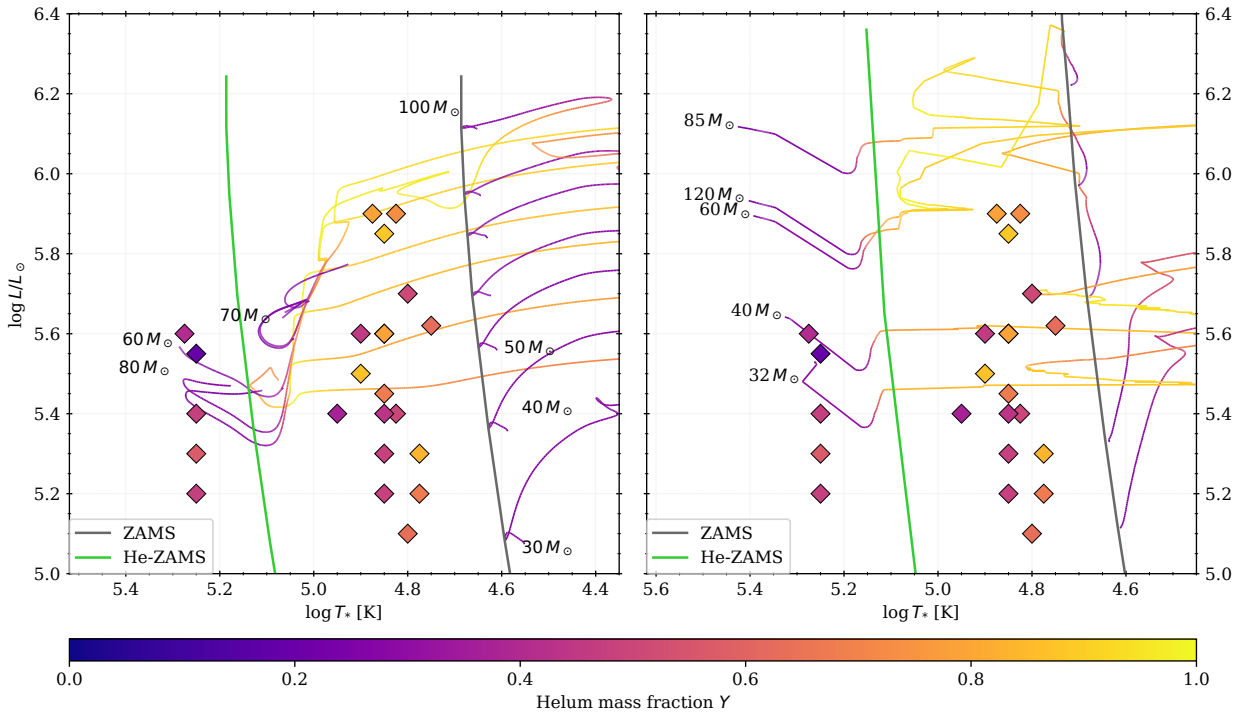 6.4
6.2
6.0
5.8
5.6
5.4
5.2
5.0
log L/L⊙
100 M⊙
70 M⊙
60 M⊙
80 M⊙
50 M⊙
40 M⊙
30 M⊙
ZAMS
He-ZAMS
5.4 5.2 5.0 4.8 4.6 4.4
log T* [K]
85 M⊙
120 M⊙
60 M⊙
40 M⊙
32 M⊙
ZAMS
He-ZAMS
5.6 5.4 5.2 5.0 4.8 4.6
log T* [K]
6.4
6.2
6.0
5.8
5.6
5.4
5.2
5.0
0.0 0.2 0.4 0.6 0.8 1.0
Helum mass fraction Y